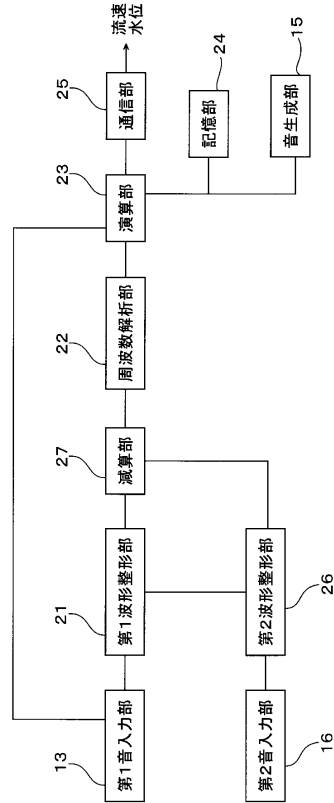 13
第1音入力部
21
第1波形整形部
27
減算部
22
周波数解析部
23
演算部
25
通信部
流速
水位
16
第2音入力部
26
第2波形整形部
24
記憶部
15
音生成部